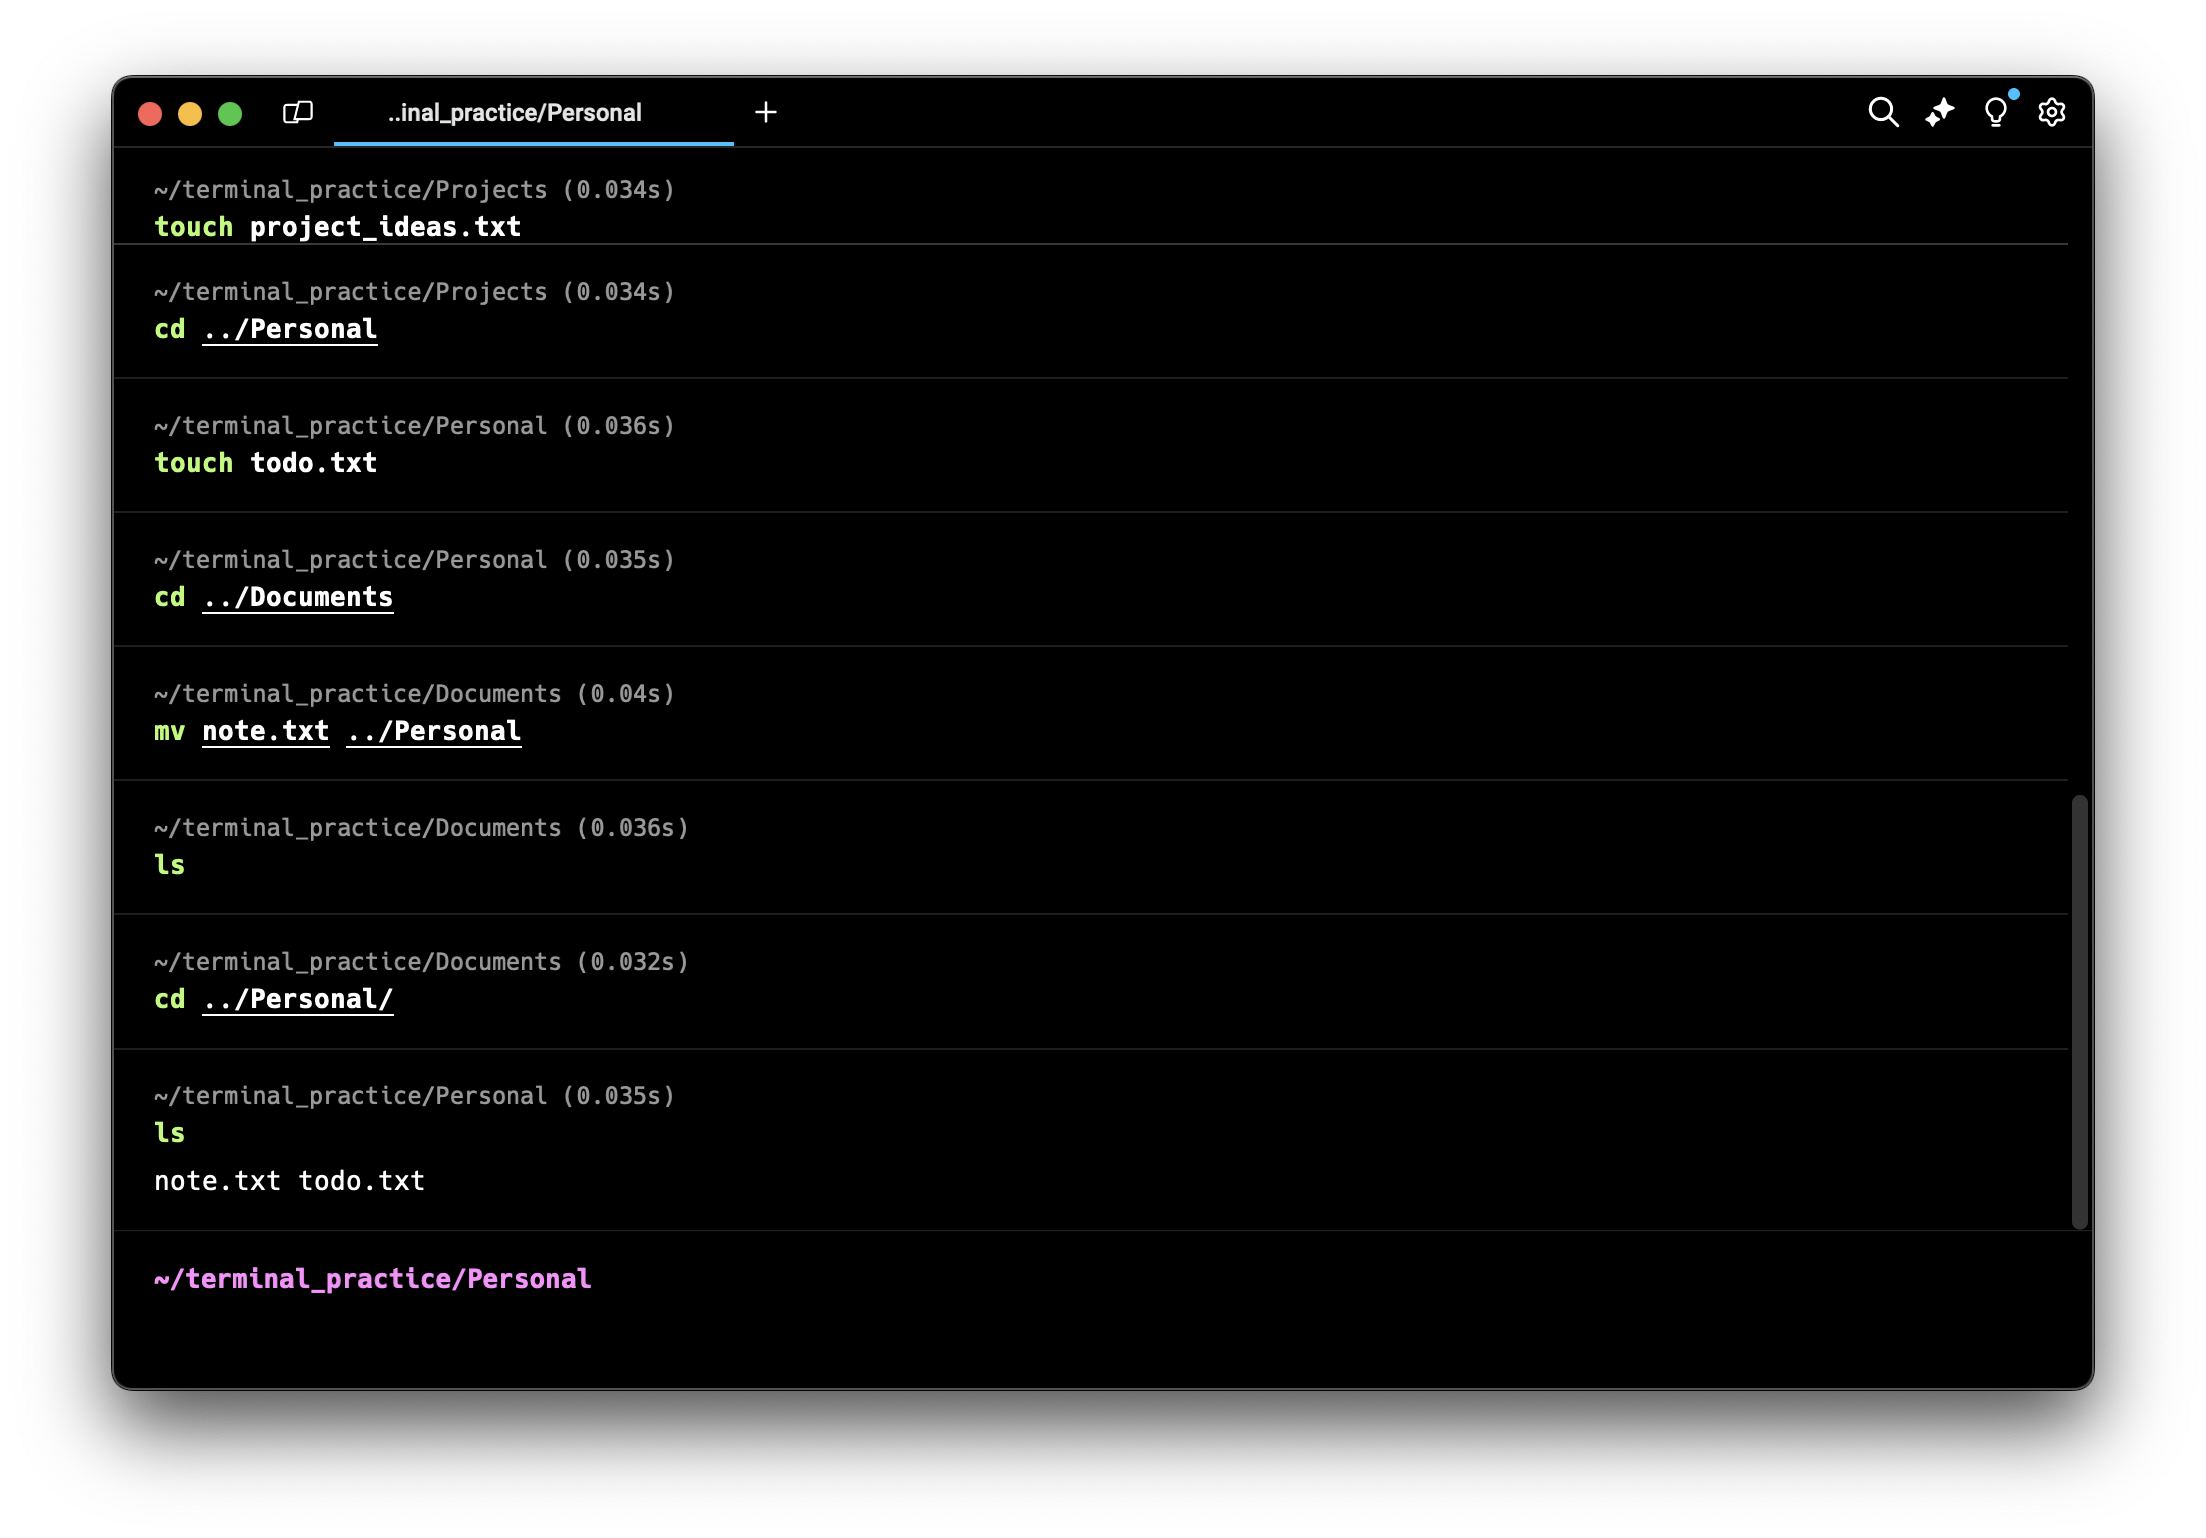 ..inal_practice/Personal
~/terminal_practice/Projects (0.034s)
touch project_ideas.txt
~/terminal_practice/Projects (0.034s)
cd ../Personal
~/terminal_practice/Personal (0.036s)
touch todo.txt
~/terminal_practice/Personal (0.035s)
cd ../Documents
~/terminal_practice/Documents (0.04s)
mv note.txt ../Personal
~/terminal_practice/Documents (0.036s)
ls
~/terminal_practice/Documents (0.032s)
cd ../Personal/
~/terminal_practice/Personal (0.035s)
ls
note.txt todo.txt
~/terminal_practice/Personal